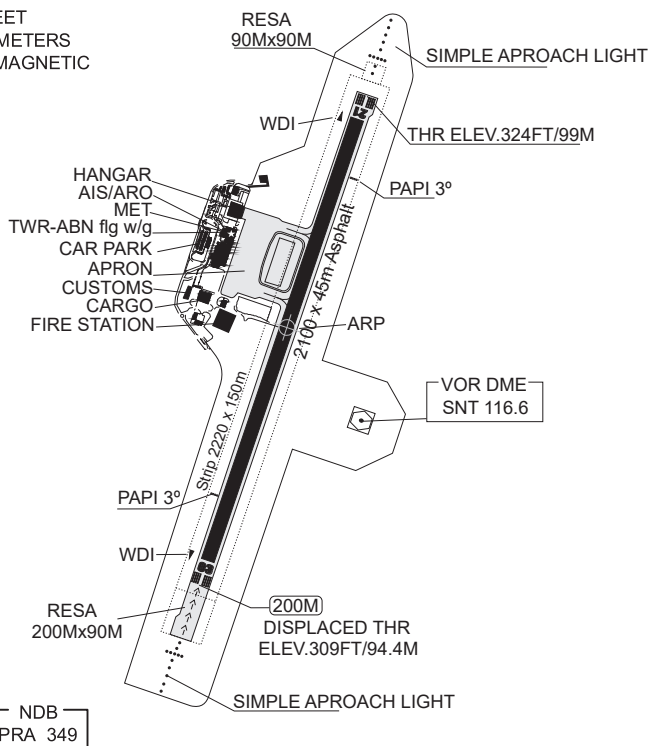 EET
METERS
MAGNETIC
RESA
90Mx90M
SIMPLE APROACH LIGHT
WDI
21
THR ELEV.324FT/99M
HANGAR
PAPI 3º
AIS/ARO
MET
TWR-ABN flg w/g
CAR PARK
APRON
CUSTOMS
CARGO
FIRE STATION
2100 x 45m Asphalt
ARP
VOR DME
SNT 116.6
Strip 2220 x 150m
PAPI 3º
WDI
03
RESA
200Mx90M
200M
DISPLACED THR
ELEV.309FT/94.4M
SIMPLE APROACH LIGHT
NDB
PRA 349